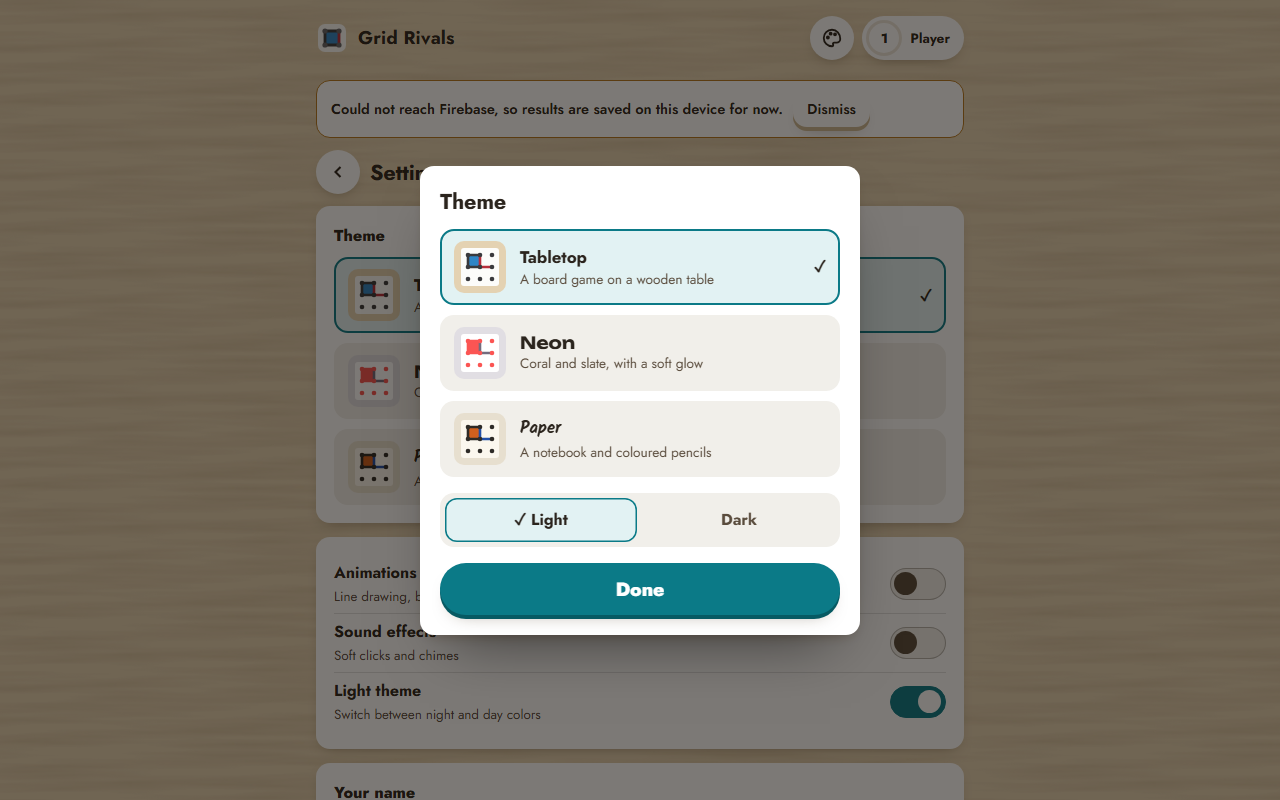 Grid Rivals
1 Player
Could not reach Firebase, so results are saved on this device for now. Dismiss
Theme
Theme
Tabletop
A board game on a wooden table
Neon
Coral and slate, with a soft glow
Paper
A notebook and coloured pencils
✓ Light Dark
Done
Animations
Line drawing,
Sound effects
Soft clicks and chimes
Light theme
Switch between night and day colors
Your name